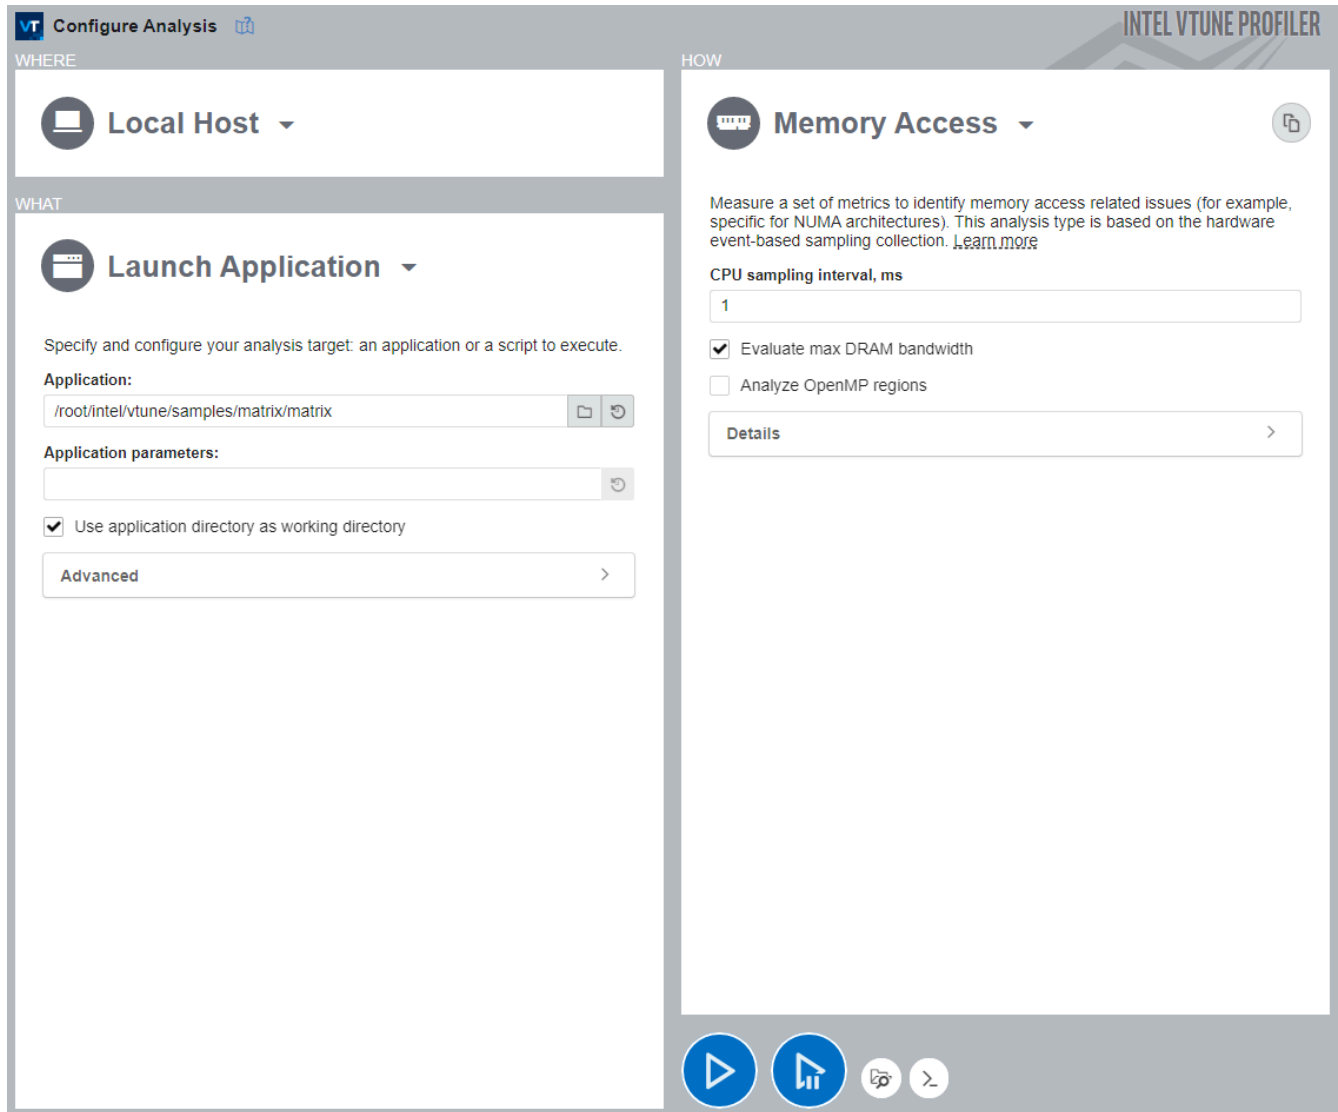 VT Configure Analysis
INTEL VTUNE PROFILER
WHERE
Local Host
WHAT
Launch Application
Specify and configure your analysis target: an application or a script to execute.
Application:
/root/intel/vtune/samples/matrix/matrix
Application parameters:
Use application directory as working directory
Advanced
HOW
Memory Access
Measure a set of metrics to identify memory access related issues (for example,
specific for NUMA architectures). This analysis type is based on the hardware
event-based sampling collection. Learn more
CPU sampling interval, ms
1
Evaluate max DRAM bandwidth
Analyze OpenMP regions
Details